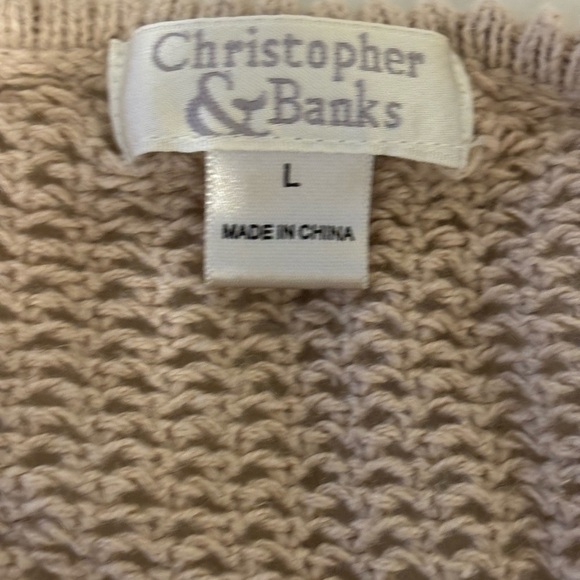 Christopher
& Banks
L
MADE IN CHINA